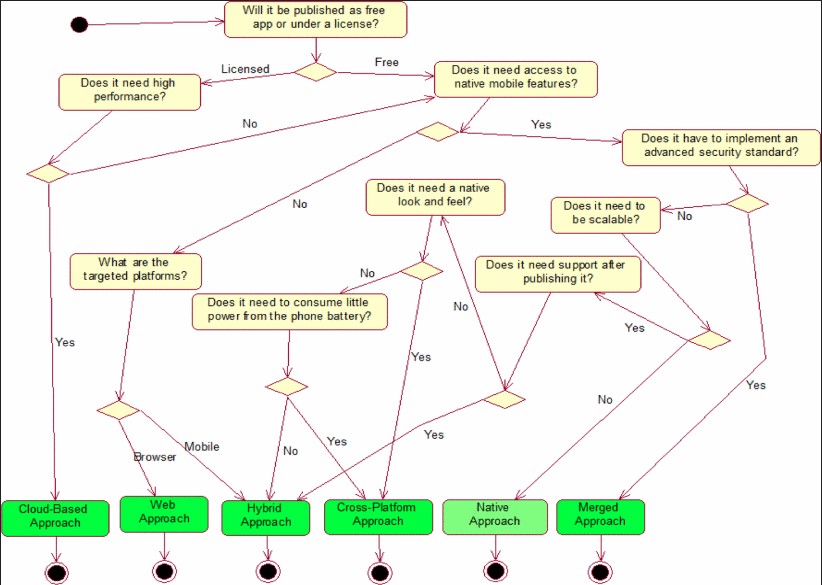 Will it be published as free
app or under a license?
Licensed
Free
Does it need high
performance?
Does it need access to
native mobile features?
No
Yes
Does it have to implement an
advanced security standard?
Does it need a native
look and feel?
No
Does it need to
be scalable?
No
What are the
targeted platforms?
Does it need support after
publishing it?
No
Does it need to consume little
power from the phone battery?
No
Yes
Yes
Yes
Yes
No
Yes
Yes
Mobile
Browser
No
Yes
Cloud-Based
Approach
Web
Approach
Hybrid
Approach
Cross-Platform
Approach
Native
Approach
Merged
Approach